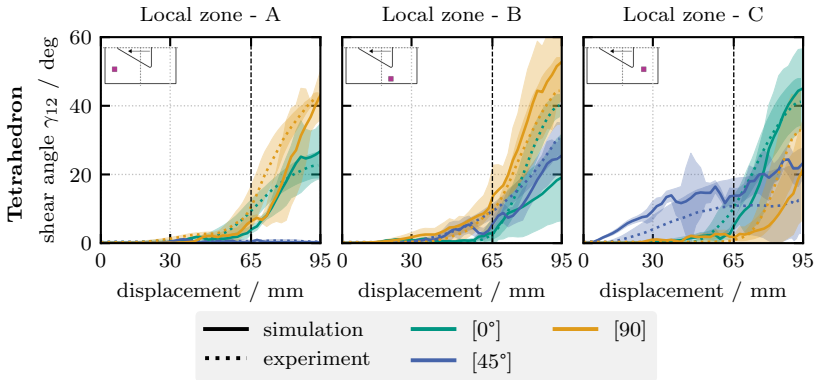 Local zone - A Local zone - B Local zone - C
Tetrahedron
shear angle γ12 / deg
60
40
20
0
0 30 65 95 0 30 65 95 0 30 65 95
displacement / mm displacement / mm displacement / mm
simulation [0°] [90]
experiment [45°]